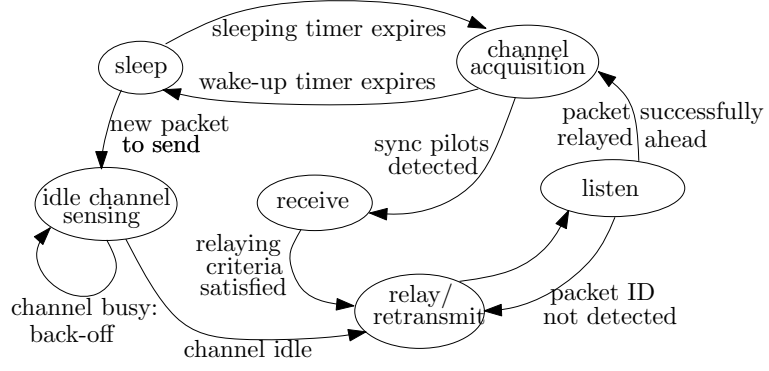 sleeping timer expires
sleep
channel
acquisition
wake-up timer expires
new packet
to send
packet successfully
relayed ahead
sync pilots
detected
idle channel
sensing
receive
listen
relaying
criteria
satisfied
relay/
retransmit
packet ID
not detected
channel busy:
back-off
channel idle